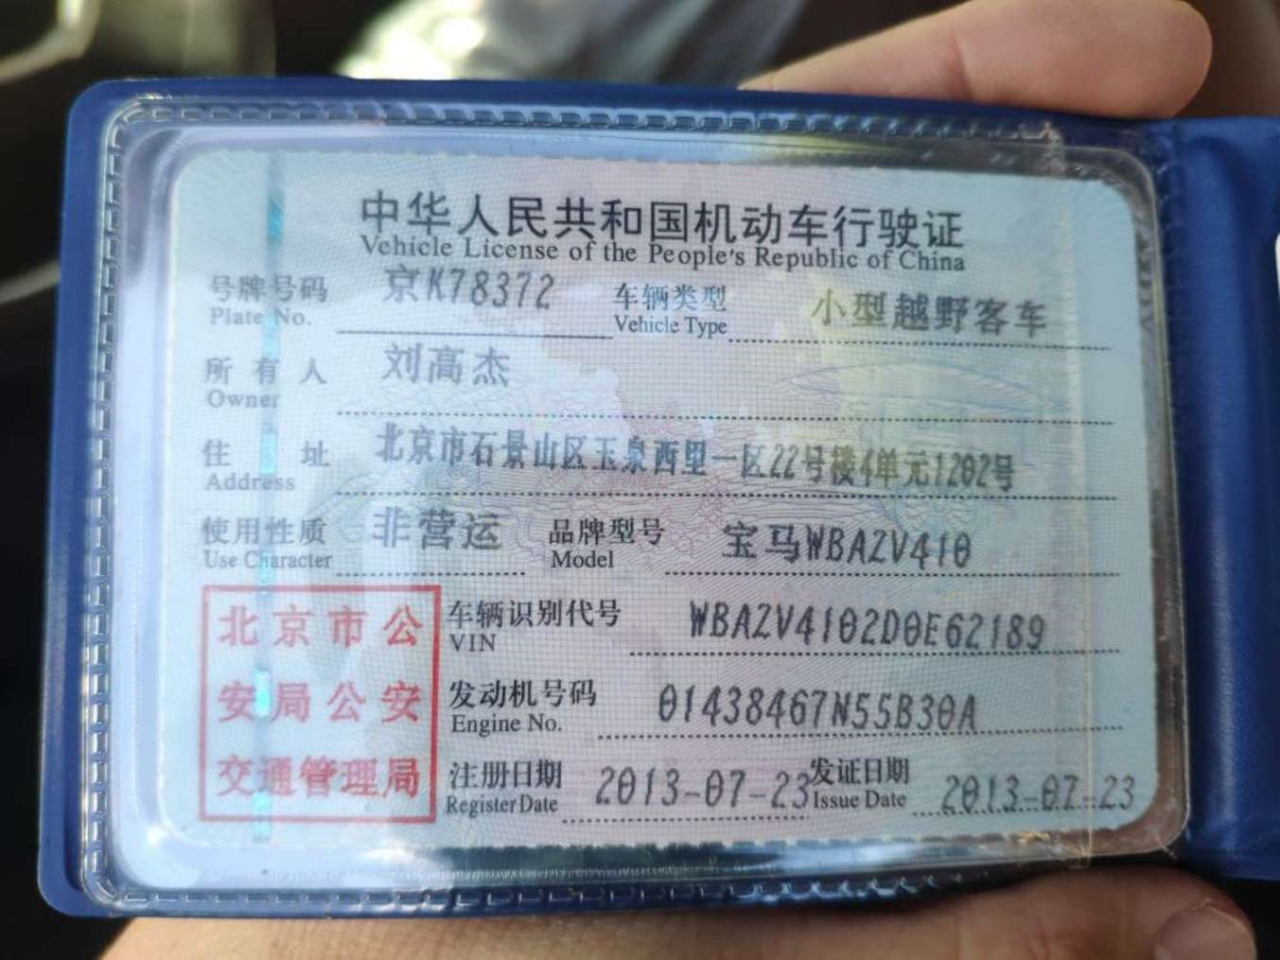 中华人民共和国机动车行驶证
Vehicle License of the People's Republic of China
号牌号码 京K78372 车辆类型 小型越野客车
Plate No. Vehicle Type
所有人 刘高杰
Owner
住址 北京市石景山区玉泉西里一区22号楼4单元1202号
Address
使用性质 非营运 品牌型号 宝马WBAZV410
Use Character Model
北京市公安局公安交通管理局
车辆识别代号 WBAZV4102D0E62189
VIN
发动机号码 01438467N55B30A
Engine No.
注册日期 2013-07-23 发证日期 2013-07-23
Register Date Issue Date